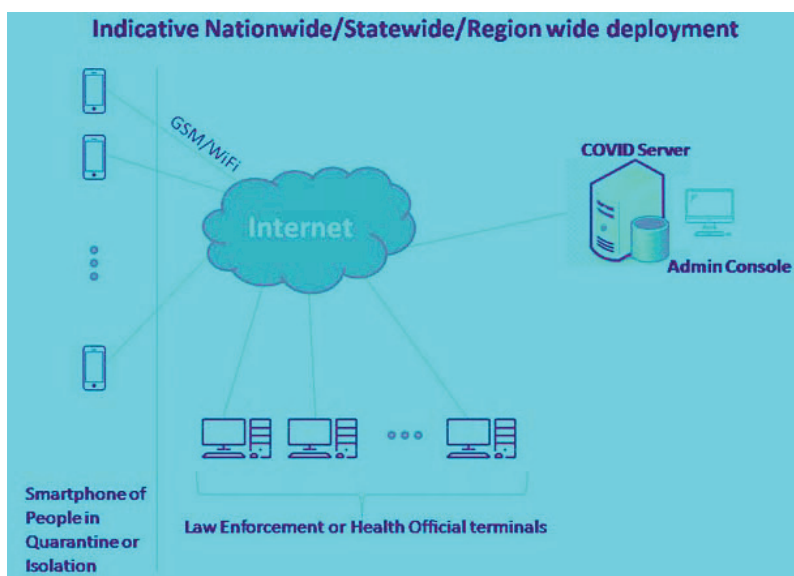 Indicative Nationwide/Statewide/Region wide deployment
GSM/WiFi
COVID Server
Internet
Admin Console
Smartphone of
People in
Quarantine or
Isolation
Law Enforcement or Health Official terminals